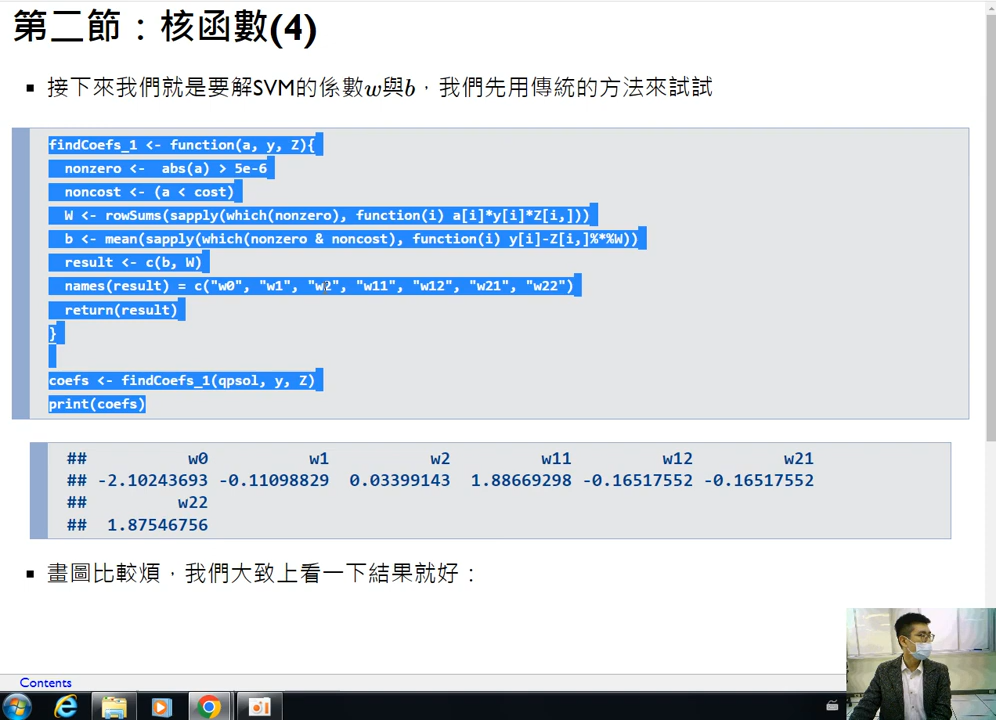 第二節：核函數(4)
接下來我們就是要解SVM的係數w與b，我們先用傳統的方法來試試
findCoefs_1 <- function(a, y, Z){
nonzero <-  abs(a) > 5e-6
noncost <- (a < cost)
W <- rowSums(sapply(which(nonzero), function(i) a[i]*y[i]*Z[i,]))
b <- mean(sapply(which(nonzero & noncost), function(i) y[i]-Z[i,]%*%W))
result <- c(b, W)
names(result) = c("w0", "w1", "w2", "w11", "w12", "w21", "w22")
return(result)
}
coefs <- findCoefs_1(qpsol, y, Z)
print(coefs)
## w0 w1 w2 w11 w12 w21
## -2.10243693 -0.11098829 0.03399143 1.88669298 -0.16517552 -0.16517552
## w22
## 1.87546756
畫圖比較煩，我們大致上看一下結果就好：
Contents